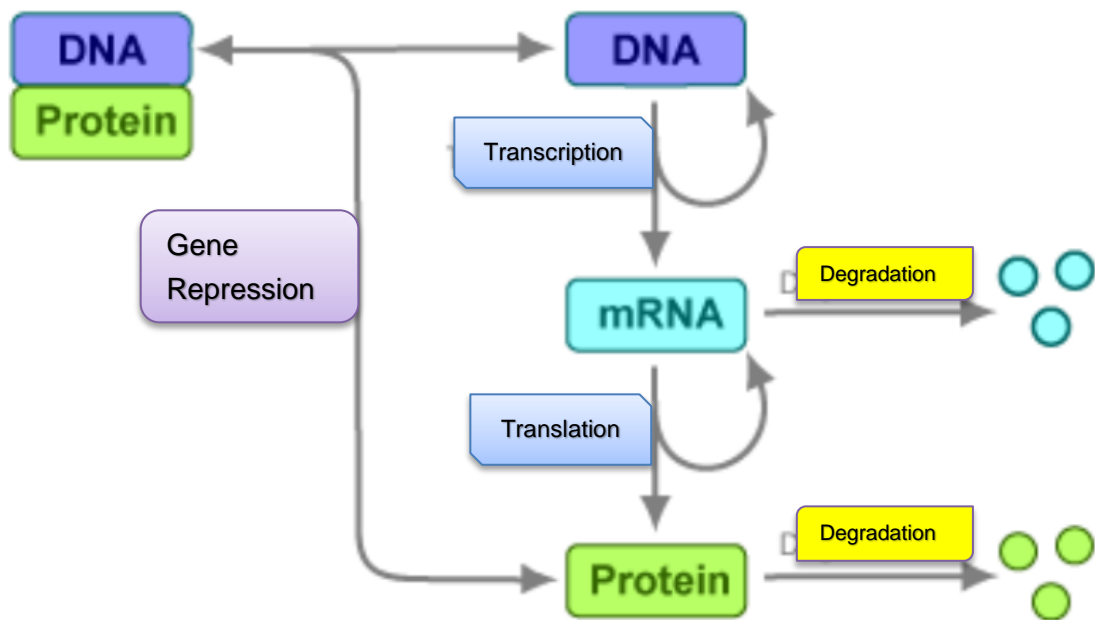 DNA
Protein
DNA
Transcription
Gene
Repression
mRNA
Degradation
Translation
Protein
Degradation